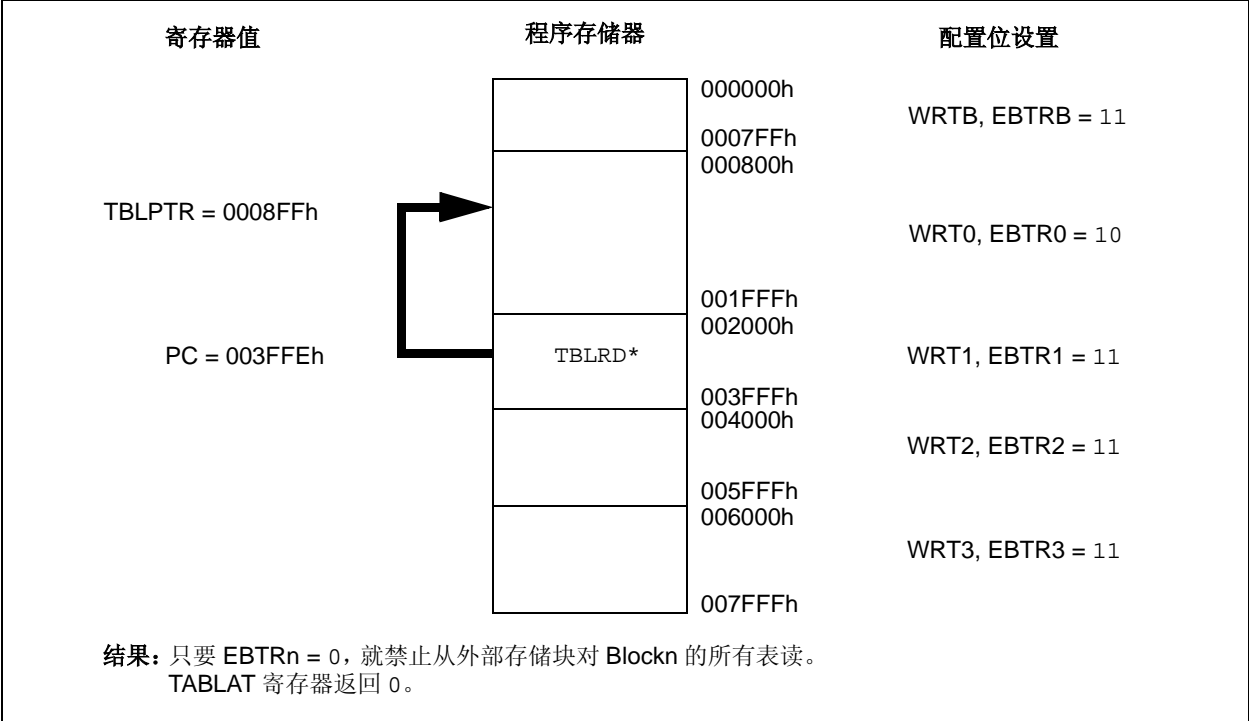 寄存器值 程序存储器 配置位设置
000000h
WRTB, EBTRB = 11
0007FFh
000800h
TBLPTR = 0008FFh
WRT0, EBTR0 = 10
001FFFh
002000h
PC = 003FFEh TBLRD* WRT1, EBTR1 = 11
003FFFh
004000h
WRT2, EBTR2 = 11
005FFFh
006000h
WRT3, EBTR3 = 11
007FFFh
结果：只要 EBTRn = 0，就禁止从外部存储块对 Blockn 的所有表读。
TABLAT 寄存器返回 0。